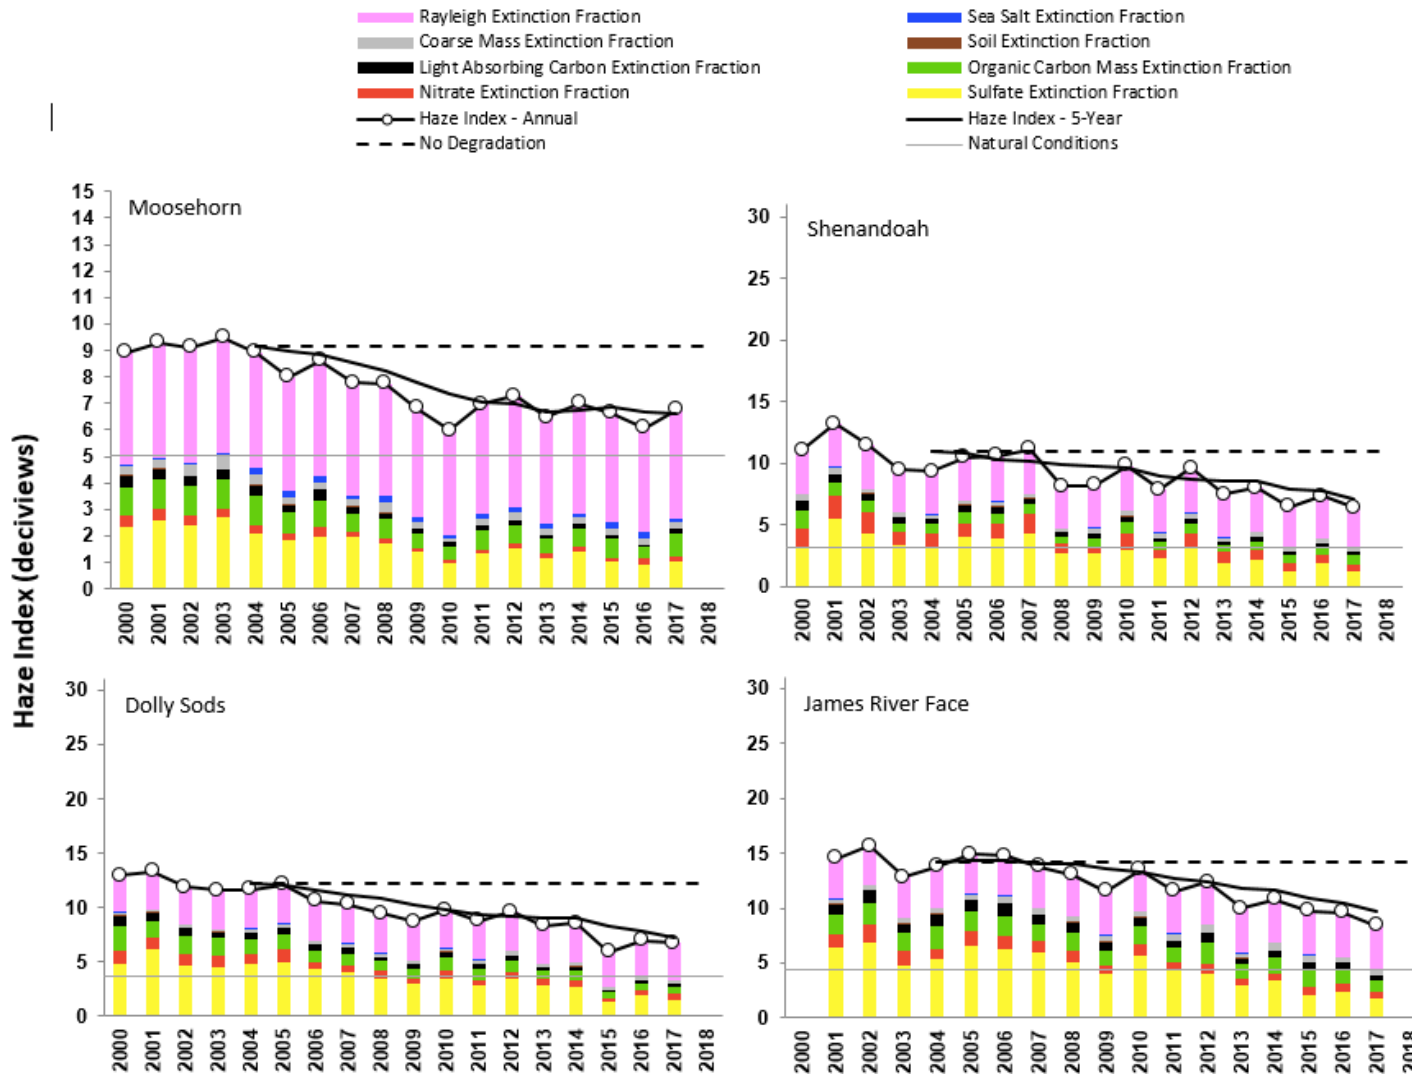 Rayleigh Extinction Fraction
Sea Salt Extinction Fraction
Coarse Mass Extinction Fraction
Soil Extinction Fraction
Light Absorbing Carbon Extinction Fraction
Organic Carbon Mass Extinction Fraction
Nitrate Extinction Fraction
Sulfate Extinction Fraction
Haze Index - Annual
Haze Index - 5-Year
No Degradation
Natural Conditions
Haze Index (deciviews)
Moosehorn
15
14
13
12
11
10
9
8
7
6
5
4
3
2
1
0
2000 2001 2002 2003 2004 2005 2006 2007 2008 2009 2010 2011 2012 2013 2014 2015 2016 2017 2018
Shenandoah
30
25
20
15
10
5
0
2000 2001 2002 2003 2004 2005 2006 2007 2008 2009 2010 2011 2012 2013 2014 2015 2016 2017 2018
Dolly Sods
30
25
20
15
10
5
0
2000 2001 2002 2003 2004 2005 2006 2007 2008 2009 2010 2011 2012 2013 2014 2015 2016 2017 2018
James River Face
30
25
20
15
10
5
0
2000 2001 2002 2003 2004 2005 2006 2007 2008 2009 2010 2011 2012 2013 2014 2015 2016 2017 2018